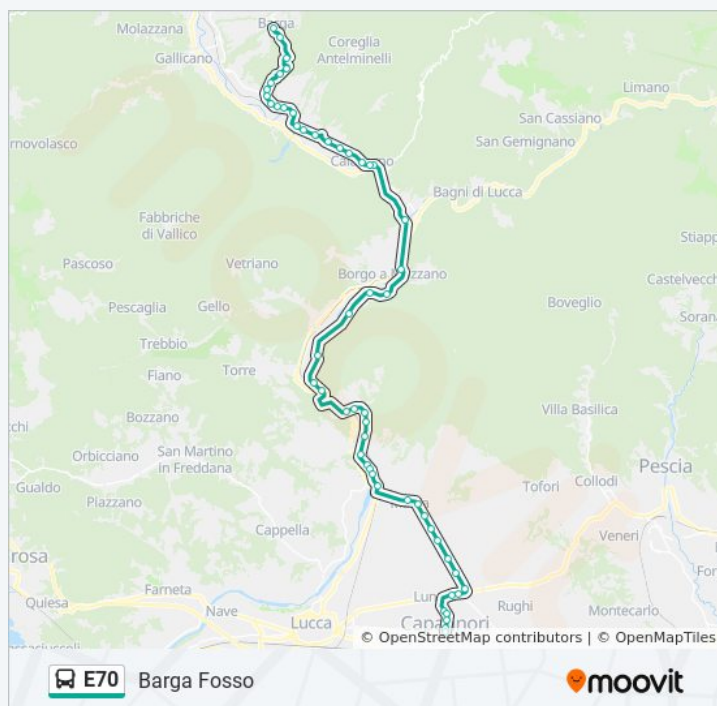 Barga
Molazzana
Coreglia
Antelminelli
Gallicano
Limano
San Cassiano
San Gemignano
ornovolasco
Bagni di Lucca
Fabbriche
di Vallico
Stiapp
Pascoso
Vetriano
Borgo a Mozzano
Castelvecch
Pescaglia
Gello
Boveglio
Sorana
Trebbio
Fiano
Torre
Villa Basilica
Bozzano
cchi
Orbicciano
San Martino
in Freddana
Pescia
Collodi
Gualdo
Tofori
Piazzano
Cappella
Veneri
arosa
Farneta
Quiesa
Nave
Lucca
Rughi
Montecarlo
Capannori
© OpenStreetMap contributors | © OpenMapTiles
E70 Barga Fosso
moovit